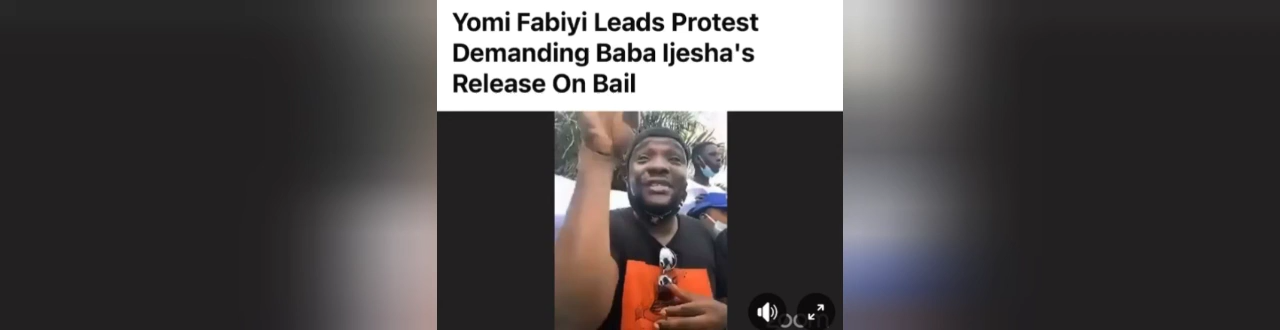 Yomi Fabiyi Leads Protest
Demanding Baba Ijesha's
Release On Bail